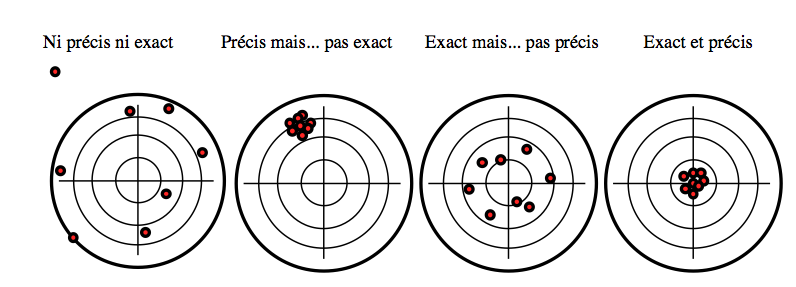 Ni précis ni exact
Précis mais... pas exact
Exact mais... pas précis
Exact et précis